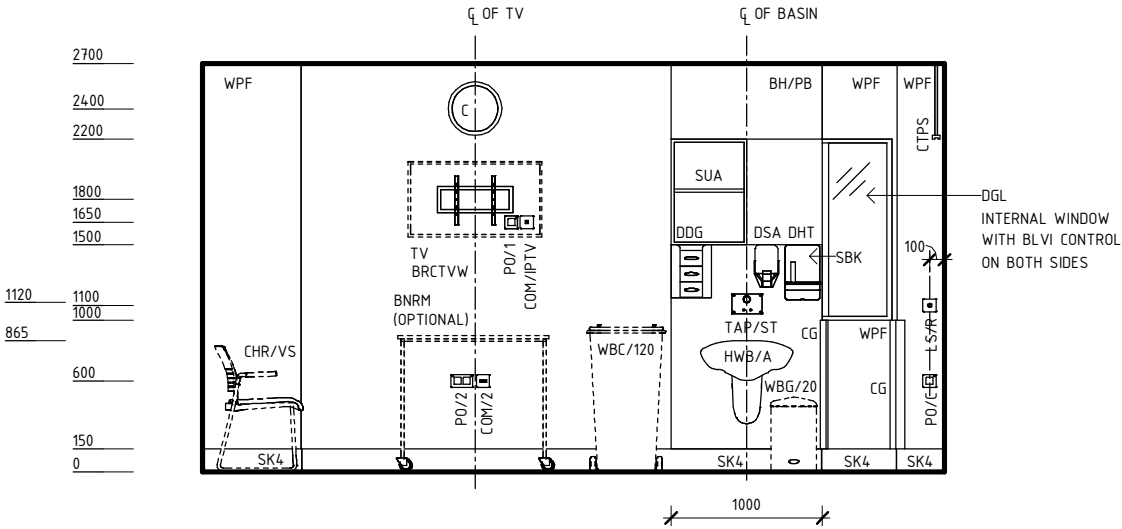 ℄ OF TV
℄ OF BASIN
2700
2400
2200
1800
1650
1500
1120
1100
1000
865
600
150
0
WPF
C
BH/PB
WPF
WPF
CTPS
SUA
DGL
INTERNAL WINDOW
WITH BLVI CONTROL
ON BOTH SIDES
TV
BRCTVW
PO/1
COM/IPTV
DDG
DSA
DHT
SBK
100
BNRM
(OPTIONAL)
TAP/ST
CG
WPF
LS/R
CHR/VS
WBC/120
HWB/A
WBG/20
CG
PO/2
COM/2
PO/C
SK4
SK4
SK4
SK4
1000